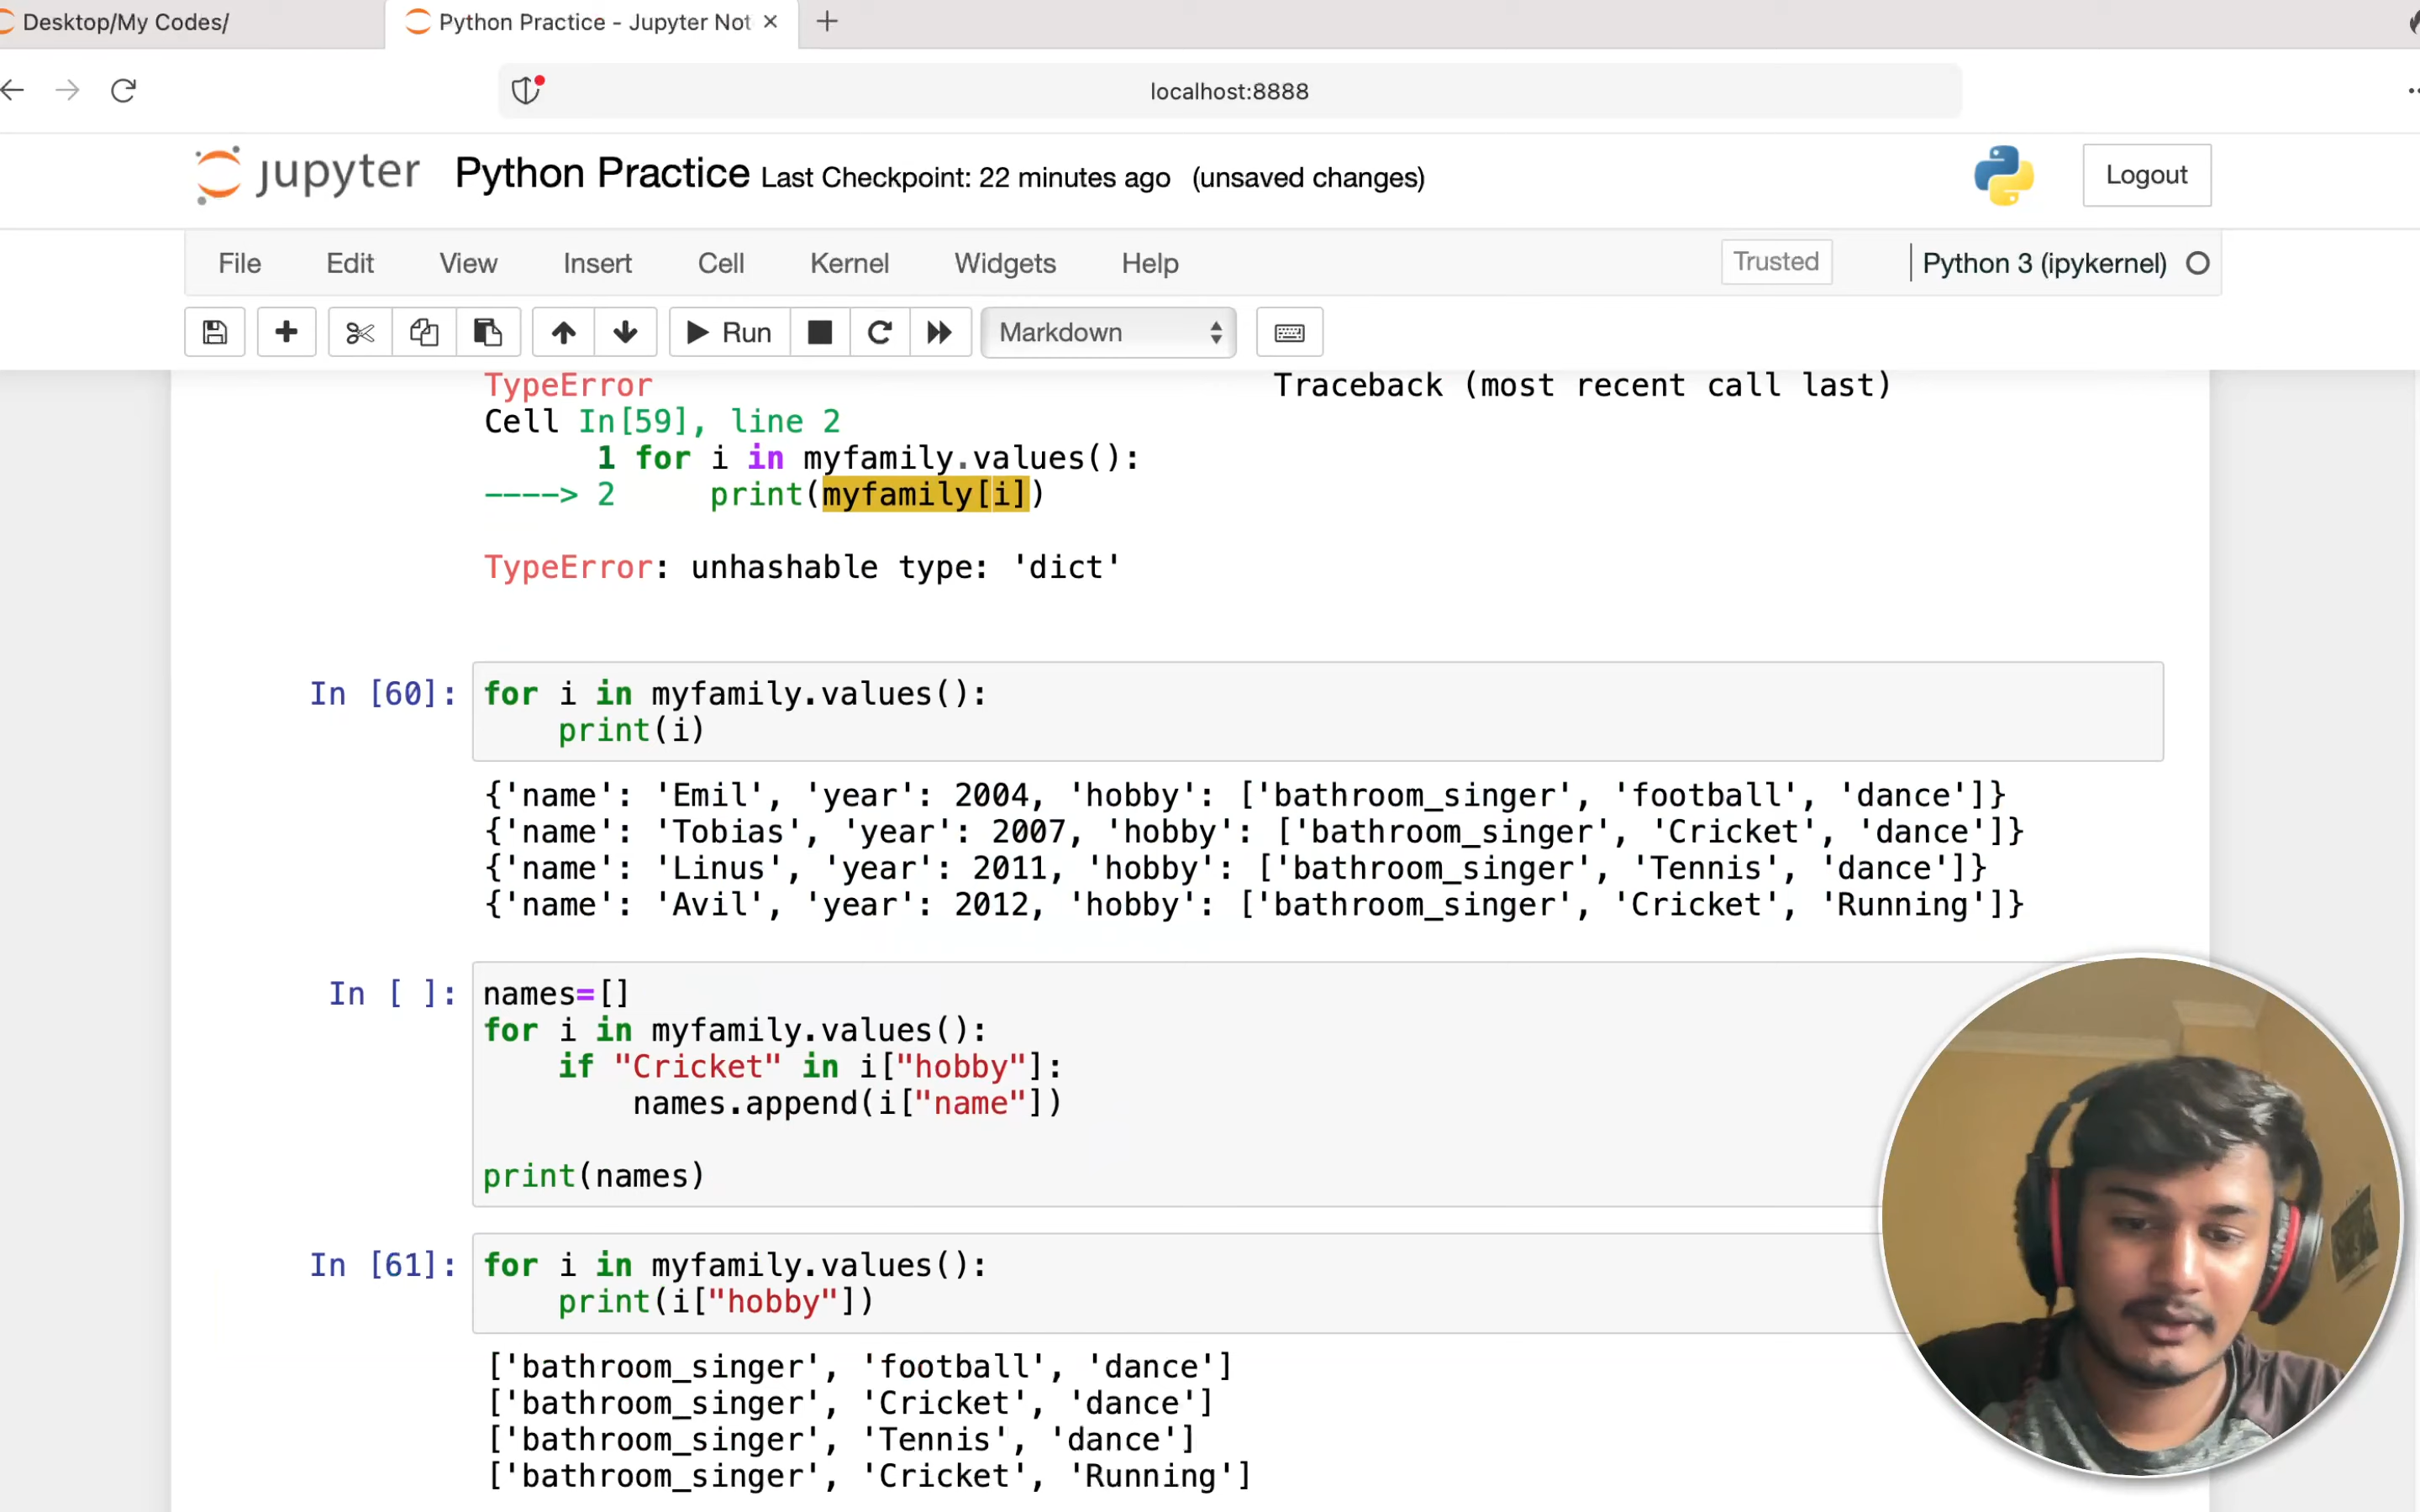 Desktop/My Codes/
Python Practice - Jupyter Not
localhost:8888
jupyter Python Practice Last Checkpoint: 22 minutes ago (unsaved changes)
Logout
File Edit View Insert Cell Kernel Widgets Help
Trusted
Python 3 (ipykernel)
Run
Markdown
TypeError Traceback (most recent call last)
Cell In[59], line 2
1 for i in myfamily.values():
----> 2 print(myfamily[i])
TypeError: unhashable type: 'dict'
In [60]: for i in myfamily.values():
print(i)
{'name': 'Emil', 'year': 2004, 'hobby': ['bathroom_singer', 'football', 'dance']}
{'name': 'Tobias', 'year': 2007, 'hobby': ['bathroom_singer', 'Cricket', 'dance']}
{'name': 'Linus', 'year': 2011, 'hobby': ['bathroom_singer', 'Tennis', 'dance']}
{'name': 'Avil', 'year': 2012, 'hobby': ['bathroom_singer', 'Cricket', 'Running']}
In [ ]: names=[]
for i in myfamily.values():
if "Cricket" in i["hobby"]:
names.append(i["name"])
print(names)
In [61]: for i in myfamily.values():
print(i["hobby"])
['bathroom_singer', 'football', 'dance']
['bathroom_singer', 'Cricket', 'dance']
['bathroom_singer', 'Tennis', 'dance']
['bathroom_singer', 'Cricket', 'Running']